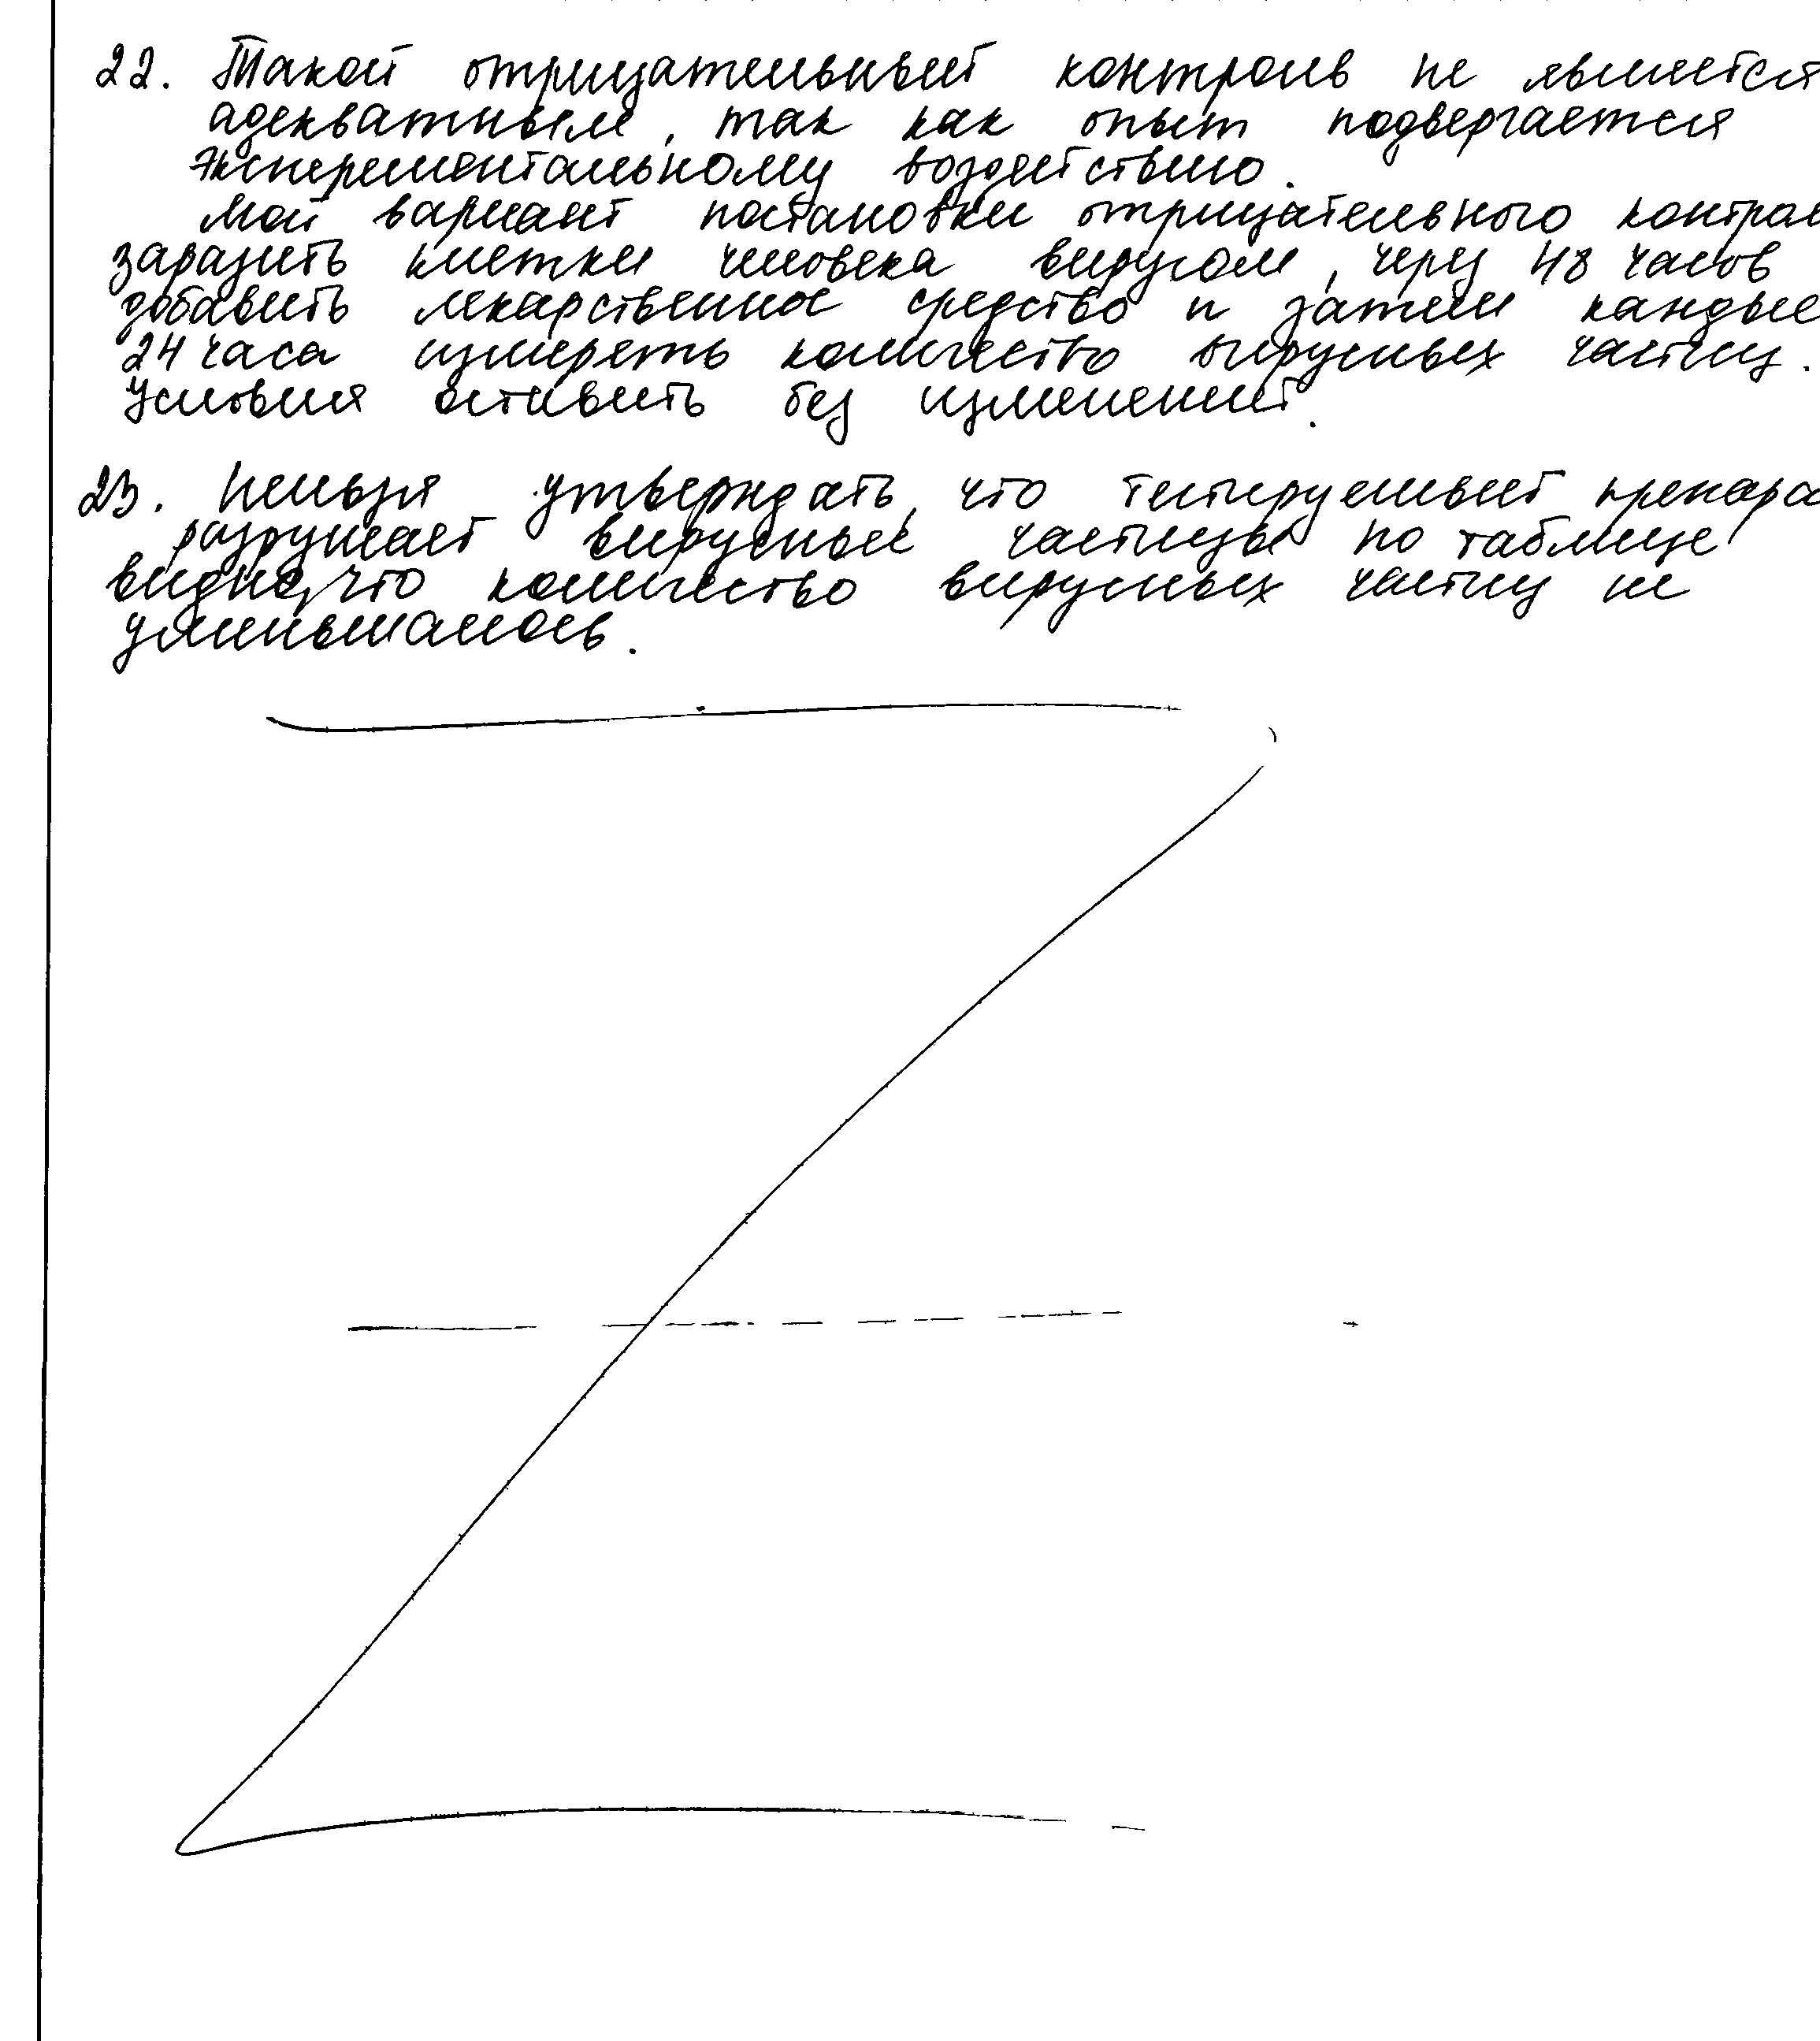 22. Такой отрицательный контроль не является
адекватным, так как опыт подвергается
эксперементальному воздействию.
Мой вариант постановки отрицательного контрол
заразить клетки человека вирусом, через 48 часов
добавить лекарственное средство и затем каждые
24 часа измерять количество вирусных частиц.
Условия оставить без изменений.
23. Нельзя утверждать, что тестируемый препара
разрушает вирусные частицы по таблице
видно, что количество вирусных частиц не
уменьшалось.